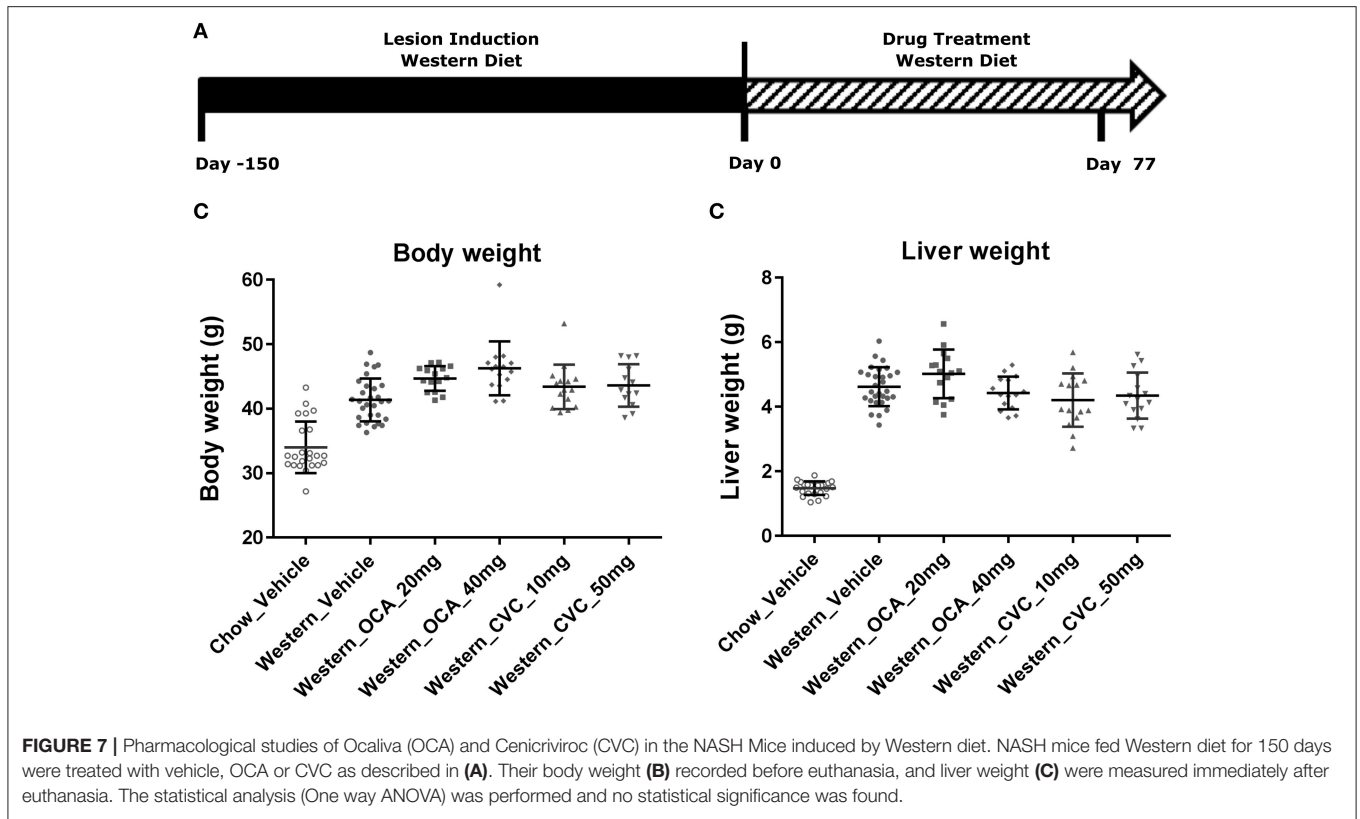 A
Lesion Induction
Western Diet
Drug Treatment
Western Diet
Day -150
Day 0
Day 77
C
Body weight
Body weight (g)
60
50
40
30
20
Chow_Vehicle
Western_Vehicle
Western_OCA_20mg
Western_OCA_40mg
Western_CVC_10mg
Western_CVC_50mg
C
Liver weight
Liver weight (g)
8
6
4
2
0
Chow_Vehicle
Western_Vehicle
Western_OCA_20mg
Western_OCA_40mg
Western_CVC_10mg
Western_CVC_50mg
FIGURE 7 | Pharmacological studies of Ocaliva (OCA) and Cenicriviroc (CVC) in the NASH Mice induced by Western diet. NASH mice fed Western diet for 150 days
were treated with vehicle, OCA or CVC as described in (A). Their body weight (B) recorded before euthanasia, and liver weight (C) were measured immediately after
euthanasia. The statistical analysis (One way ANOVA) was performed and no statistical significance was found.